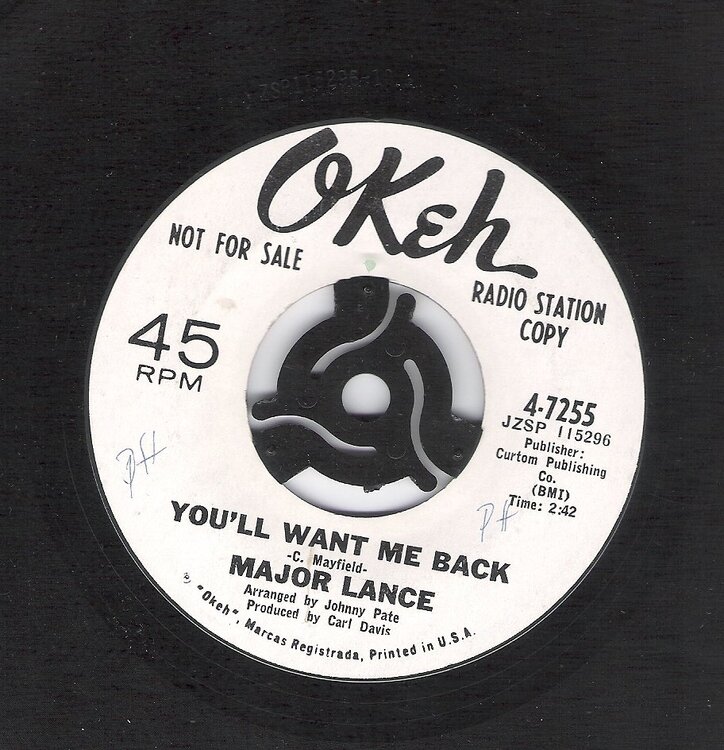 OKeh
NOT FOR SALE
RADIO STATION
COPY
45
RPM
4-7255
JZSP 115296
Publisher:
Curtom Publishing
Co.
(BMI)
Time: 2:42
YOU'LL WANT ME BACK
-C. Mayfield-
MAJOR LANCE
Arranged by Johnny Pate
Produced by Carl Davis
"Okeh", Marcas Registrada, Printed in U.S.A.